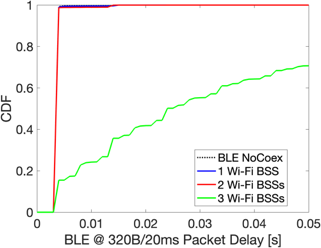 1
0.8
0.6
0.4
0.2
0
CDF
0 0.01 0.02 0.03 0.04 0.05
BLE @ 320B/20ms Packet Delay [s]
BLE NoCoex
1 Wi-Fi BSS
2 Wi-Fi BSSs
3 Wi-Fi BSSs